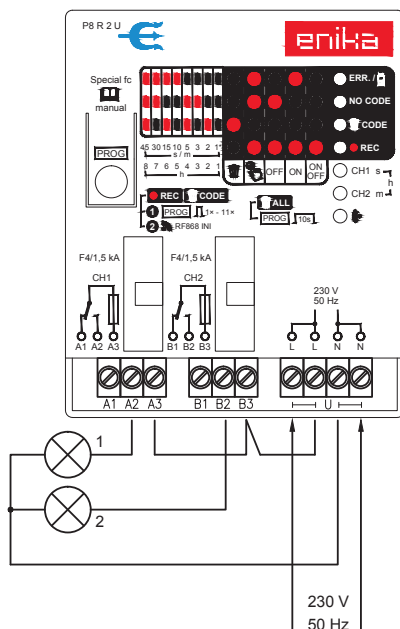 P8 R 2 U
enika
Special fc
manual
PROG
ERR. /
NO CODE
CODE
REC
45 30 15 10 5 3 2 1*
s / m
8 7 6 5 4 3 2 1
h
OFF ON ON OFF
CH1 s
h
CH2 m
REC CODE
1 PROG 1× - 11×
2 RF868 INI
ALL
PROG 10s
F4/1,5 kA
CH1
F4/1,5 kA
CH2
230 V
50 Hz
A1 A2 A3
B1 B2 B3
L L N N
A1 A2 A3 B1 B2 B3 U
1
2
230 V
50 Hz